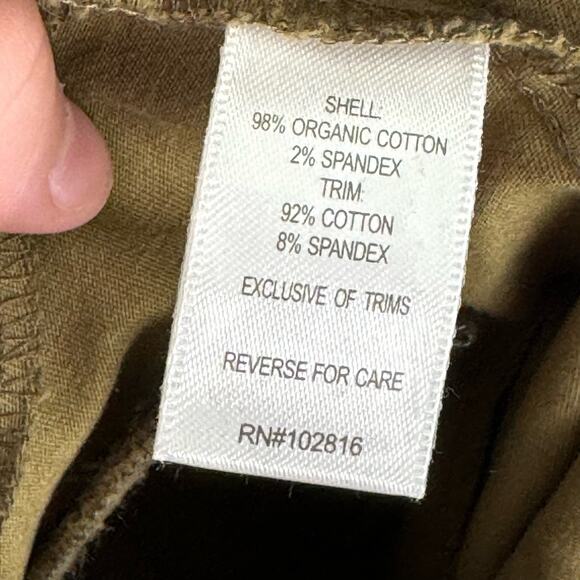 SHELL:
98% ORGANIC COTTON
2% SPANDEX
TRIM:
92% COTTON
8% SPANDEX
EXCLUSIVE OF TRIMS
REVERSE FOR CARE
RN#102816